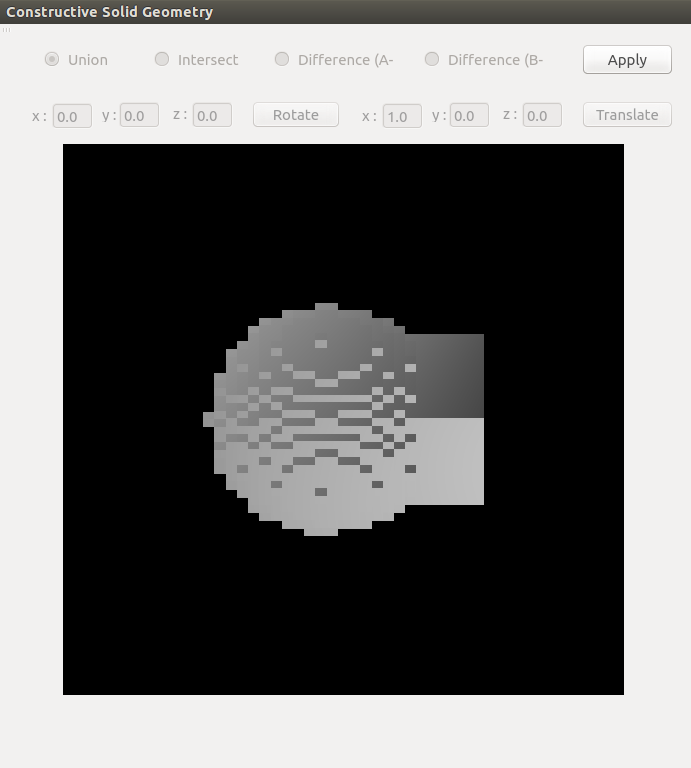 Constructive Solid Geometry
Union Intersect Difference (A- Difference (B- Apply
x : 0.0 y : 0.0 z : 0.0 Rotate x : 1.0 y : 0.0 z : 0.0 Translate